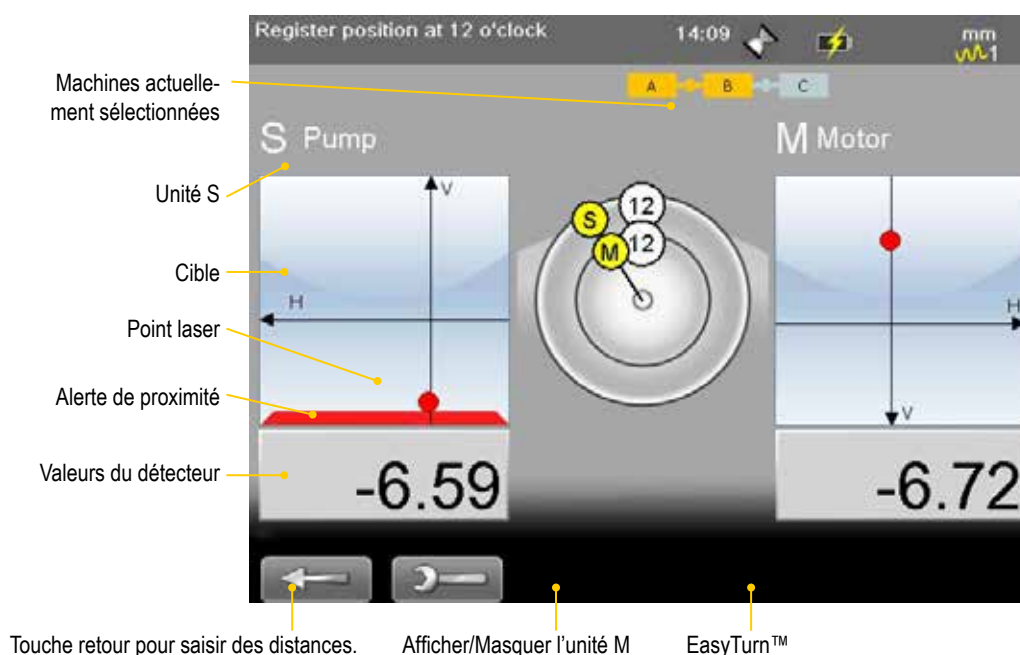 Register position at 12 o'clock
14:09
mm
1
Machines actuelle-
ment sélectionnées
A
B
C
S Pump
M Motor
Unité S
V
S
12
M
12
Cible
H
H
Point laser
Alerte de proximité
V
Valeurs du détecteur
-6.59
-6.72
Touche retour pour saisir des distances.
Afficher/Masquer l'unité M
EasyTurn™